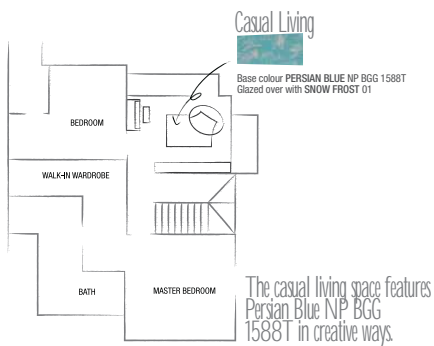 Casual Living
Base colour PERSIAN BLUE NP BGG 1588T
Glazed over with SNOW FROST 01
BEDROOM
WALK-IN WARDROBE
BATH
MASTER BEDROOM
The casual living space features
Persian Blue NP BGG
1588T in creative ways.